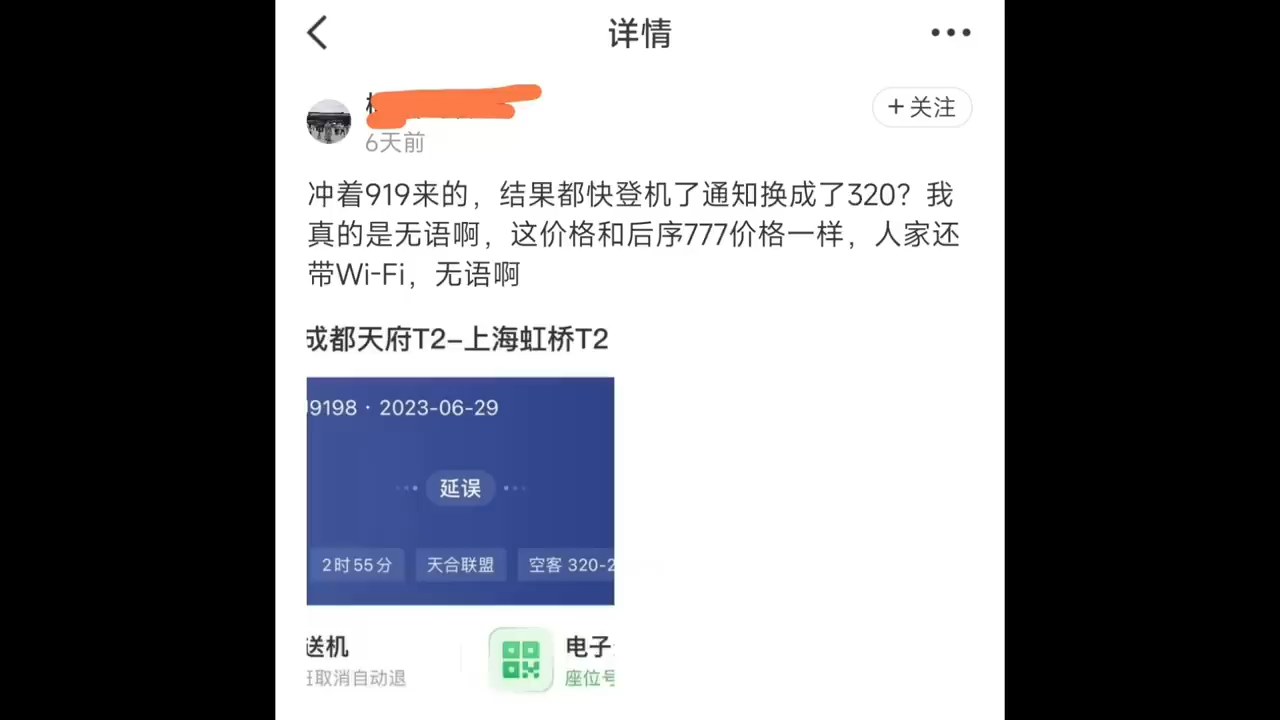 详情
6天前
+关注
冲着919来的，结果都快登机了通知换成了320？我
真的是无语啊，这价格和后序777价格一样，人家还
带Wi-Fi，无语啊
成都天府T2-上海虹桥T2
9198 · 2023-06-29
延误
2时55分 天合联盟 空客 320-2
送机 电子
取消自动退 座位号